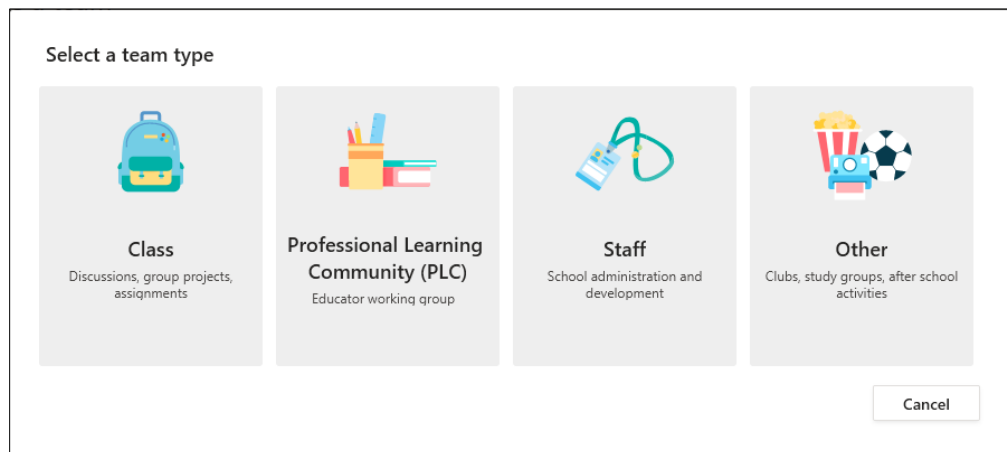 Select a team type
Class
Discussions, group projects,
assignments
Professional Learning
Community (PLC)
Educator working group
Staff
School administration and
development
Other
Clubs, study groups, after school
activities
Cancel